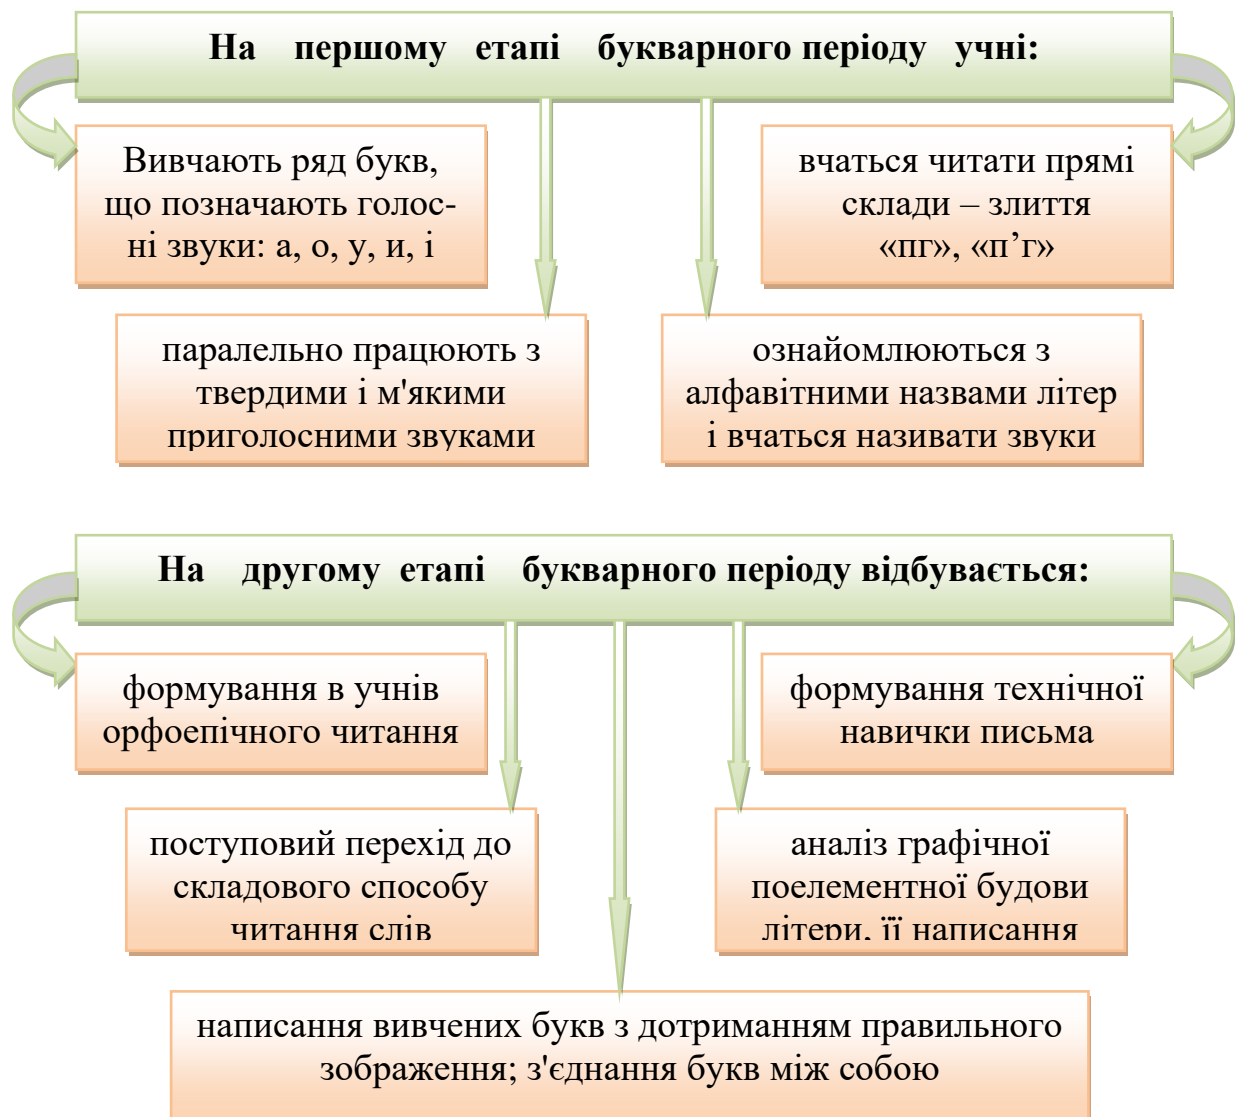 На першому етапі букварного періоду учні:
Вивчають ряд букв,
що позначають голос-
ні звуки: а, о, у, и, і
вчаться читати прямі
склади – злиття
«пг», «п’г»
паралельно працюють з
твердими і м'якими
приголосними звуками
ознайомлюються з
алфавітними назвами літер
і вчаться називати звуки
На другому етапі букварного періоду відбувається:
формування в учнів
орфоепічного читання
формування технічної
навички письма
поступовий перехід до
складового способу
читання слів
аналіз графічної
поелементної будови
літери, її написання
написання вивчених букв з дотриманням правильного
зображення; з'єднання букв між собою